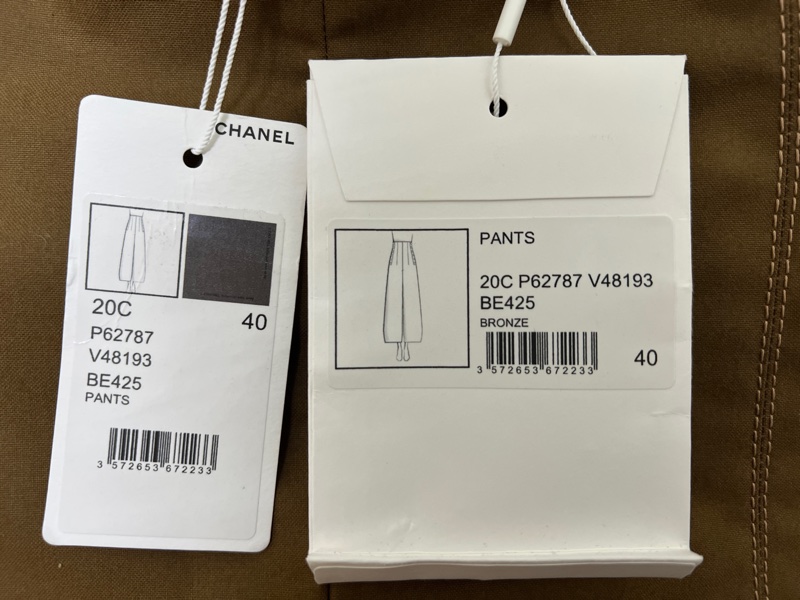 CHANEL
20C
40
P62787
V48193
BE425
PANTS
3 572653 672233
PANTS
20C P62787 V48193
BE425
BRONZE
3 572653 672233
40